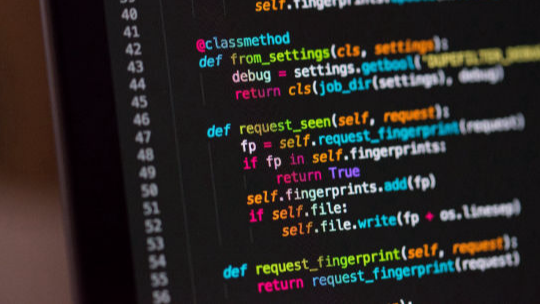 39
40 self.fingerprints
41
42 @classmethod
43 def from_settings(cls, settings):
44 debug = settings.getbool(
45 return cls(job_dir(settings), debug)
46
47 def request_seen(self, request):
48 fp = self.request_fingerprint(request)
49 if fp in self.fingerprints:
50 return True
51 self.fingerprints.add(fp)
52 if self.file:
53 self.file.write(fp + os.linesep)
54
55 def request_fingerprint(self, request):
56 return request_fingerprint(request)